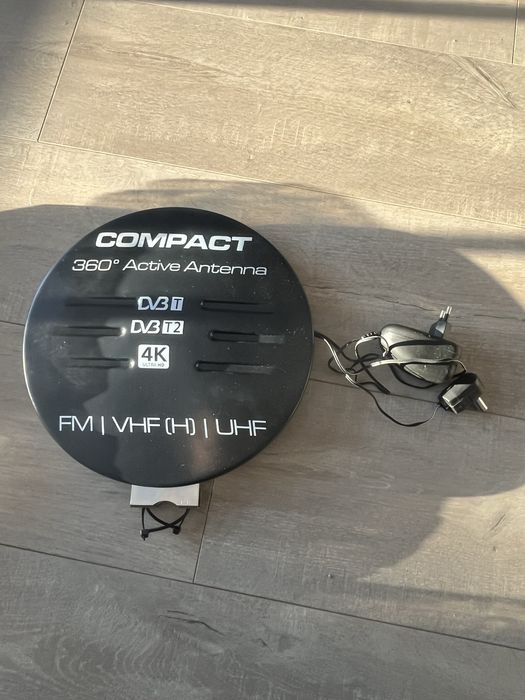 COMPACT
360° Active Antenna
DVB T
DVB T2
4K
ULTRA HD
FM | VHF (H) | UHF